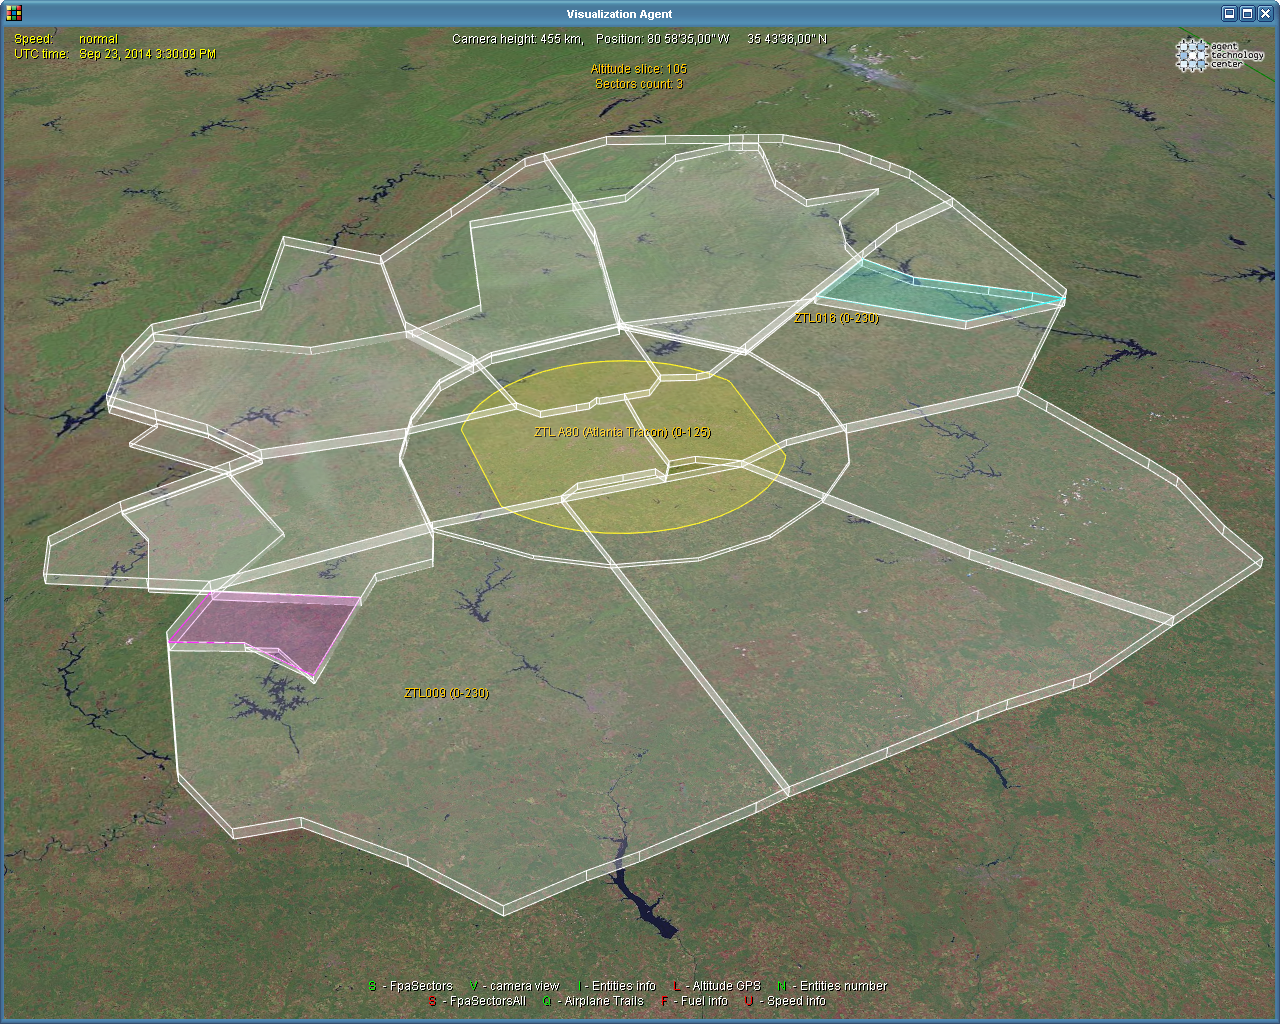 Visualization Agent
Speed: normal
UTC time: Sep 23, 2014 3:30:09 PM
Camera height: 455 km, Position: 80 58'35,00" W 35 43'36,00" N
Altitude slice: 105
Sectors count: 3
agent
technology
center
ZTL016 (0-230)
ZTL A80 (Atlanta Tracon) (0-125)
ZTL009 (0-230)
S - FpaSectors V - camera view I - Entities info L - Altitude GPS N - Entities number
S - FpaSectorsAll Q - Airplane Trails F - Fuel info U - Speed info